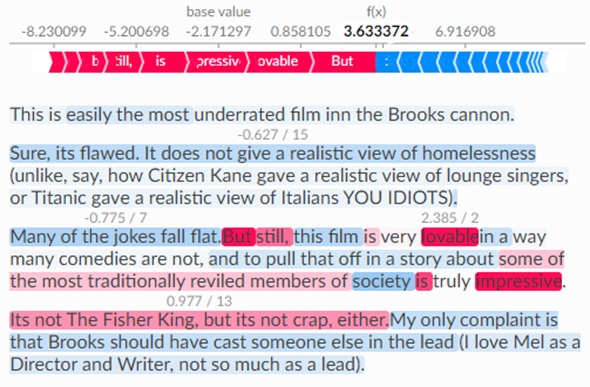 base value
f(x)
-8.230099 -5.200698 -2.171297 0.858105 3.633372 6.916908
b till, is pressiv ovable But
This is easily the most underrated film inn the Brooks cannon.
-0.627 / 15
Sure, its flawed. It does not give a realistic view of homelessness
(unlike, say, how Citizen Kane gave a realistic view of lounge singers,
or Titanic gave a realistic view of Italians YOU IDIOTS).
-0.775 / 7 2.385 / 2
Many of the jokes fall flat.But still, this film is very lovablein a way
many comedies are not, and to pull that off in a story about some of
the most traditionally reviled members of society is truly impressive.
0.977 / 13
Its not The Fisher King, but its not crap, either.My only complaint is
that Brooks should have cast someone else in the lead (I love Mel as a
Director and Writer, not so much as a lead).